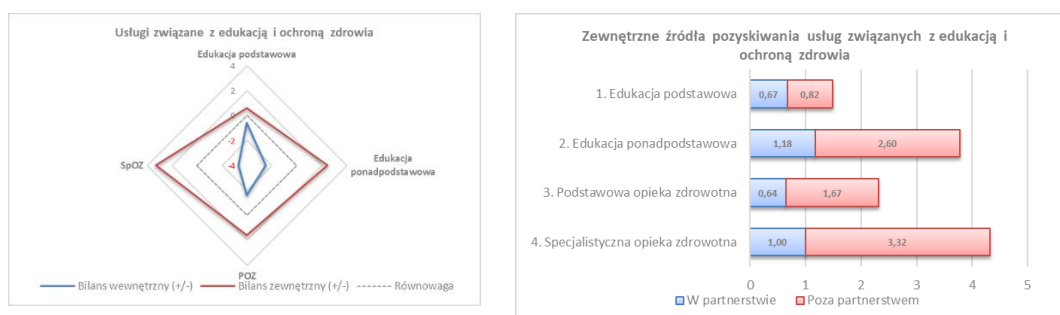 Usługi związane z edukacją i ochroną zdrowia
Edukacja podstawowa
4
2
0
-2
-4
SpOZ
Edukacja
ponadpodstawowa
POZ
Bilans wewnętrzny (+/-) Bilans zewnętrzny (+/-) Równowaga
Zewnętrzne źródła pozyskiwania usług związanych z edukacją i
ochroną zdrowia
1. Edukacja podstawowa 0,67 0,82
2. Edukacja ponadpodstawowa 1,18 2,60
3. Podstawowa opieka zdrowotna 0,64 1,67
4. Specjalistyczna opieka zdrowotna 1,00 3,32
0 1 2 3 4 5
W partnerstwie Poza partnerstwem